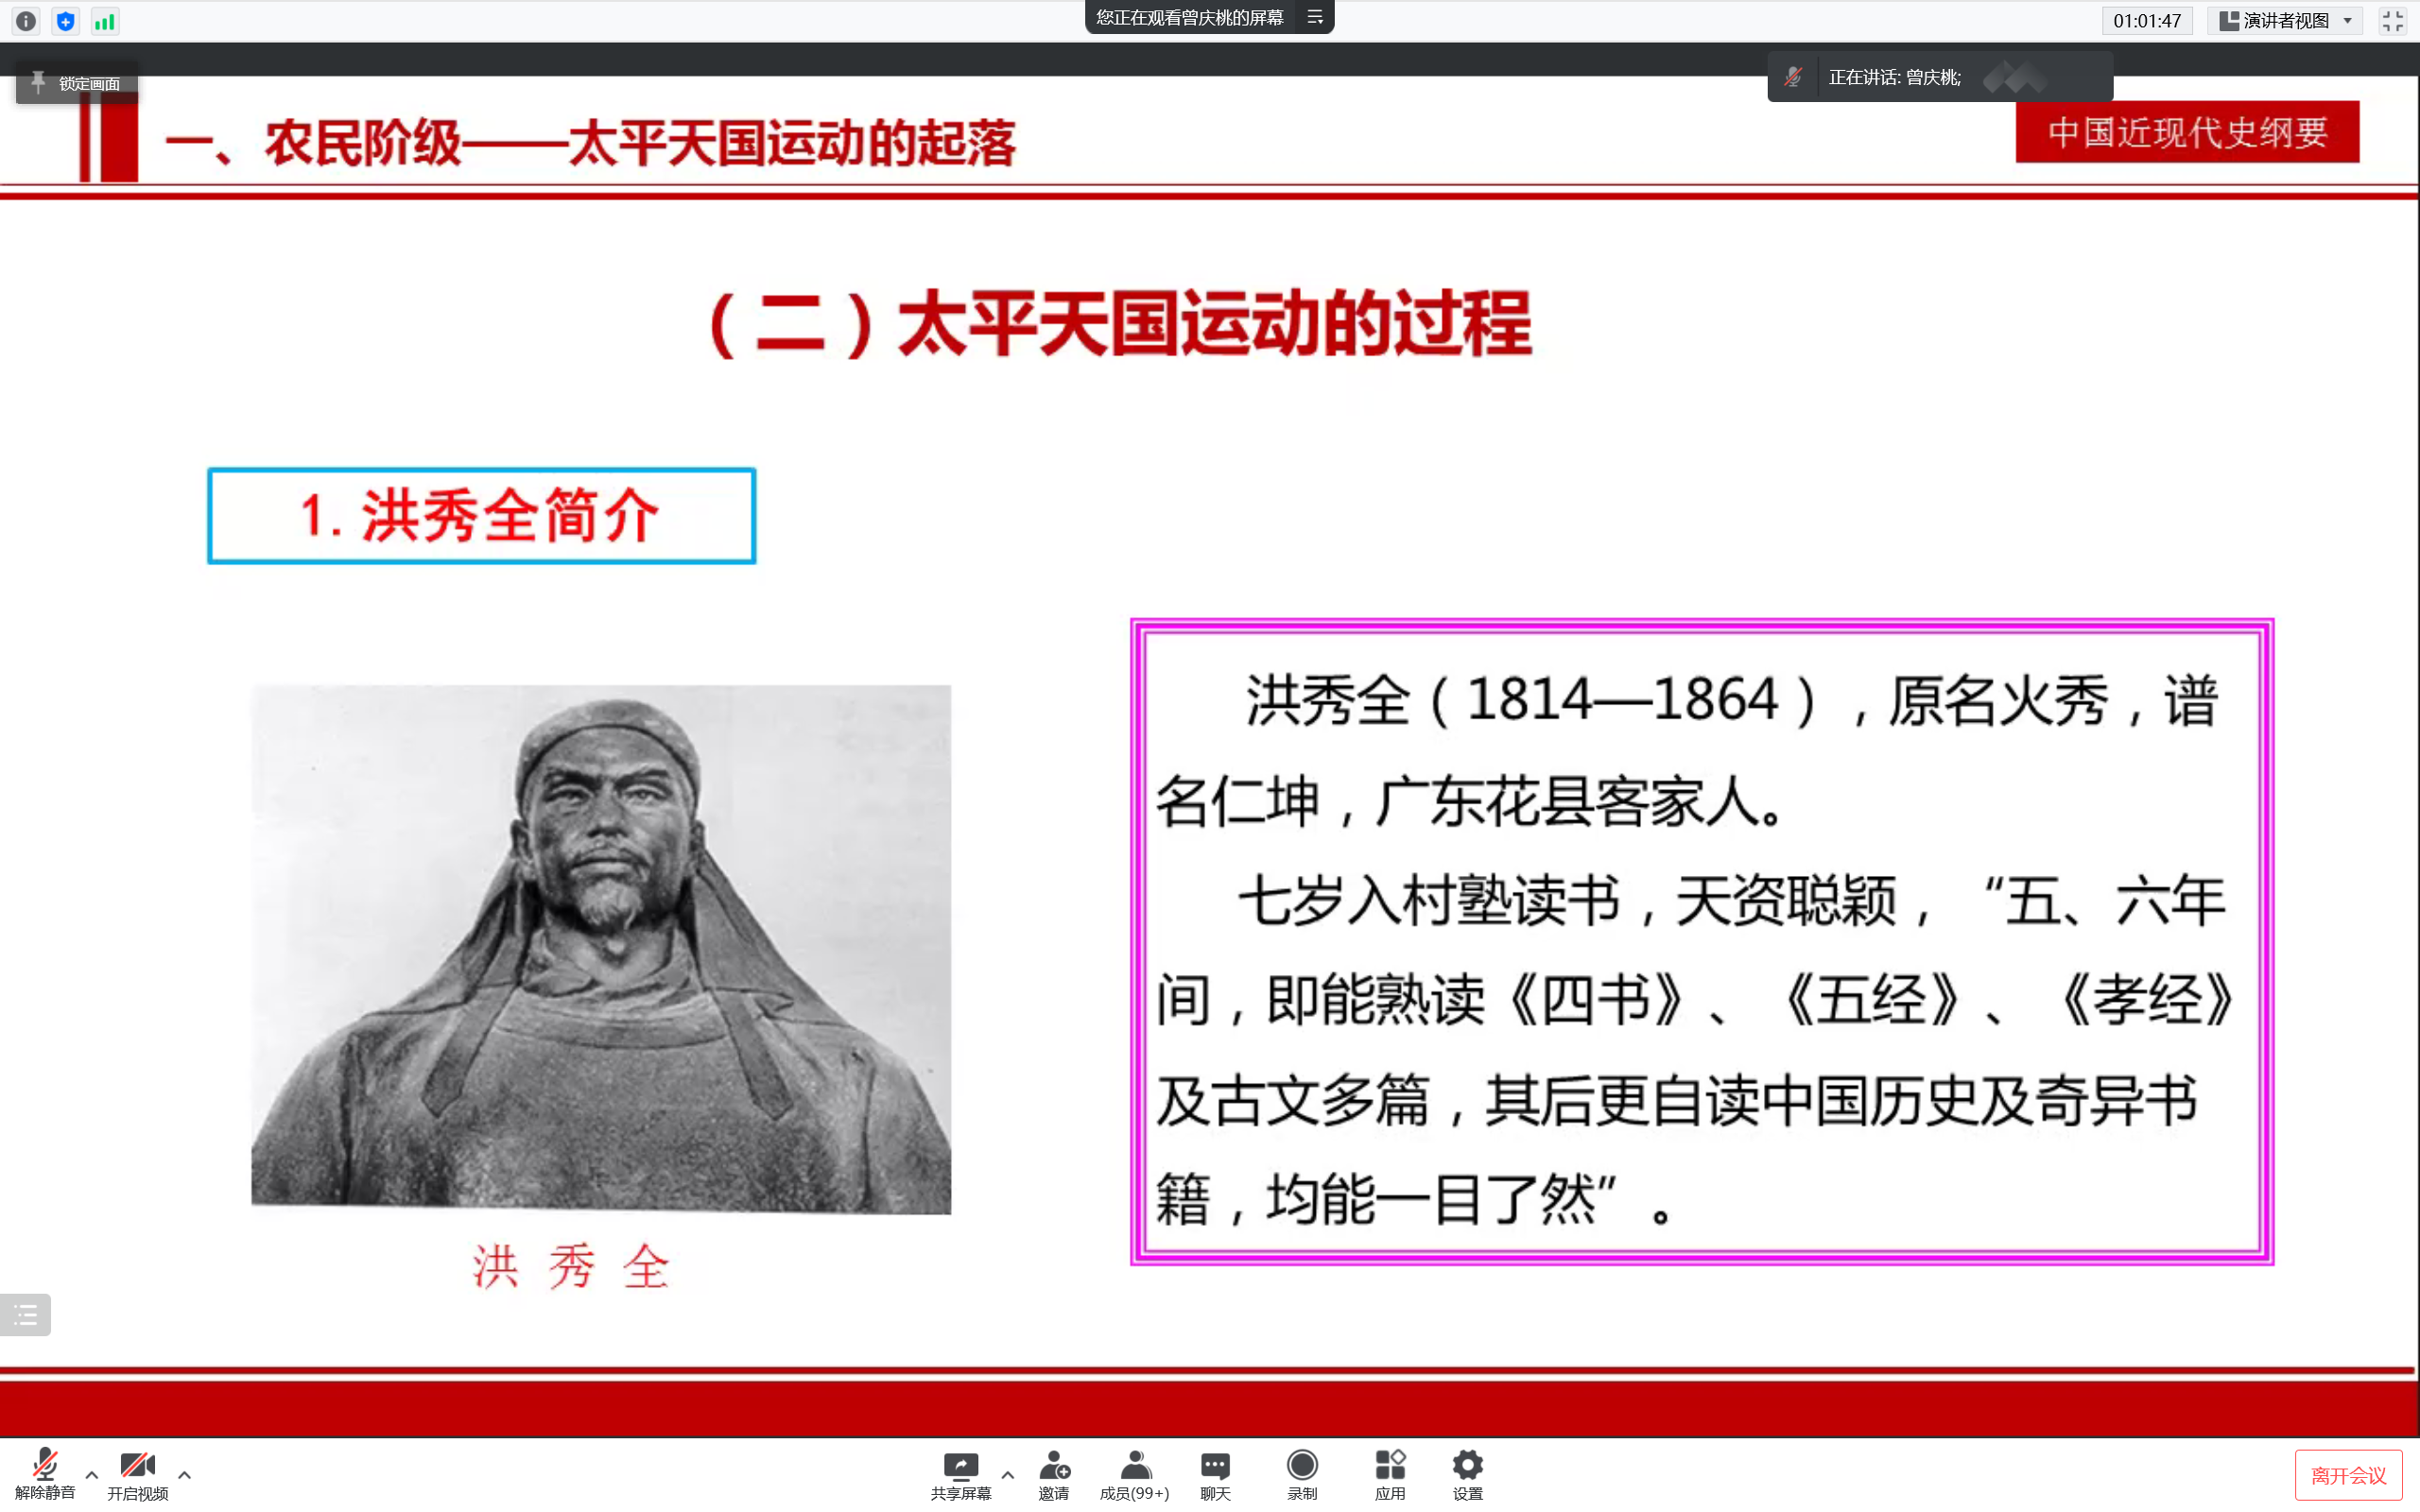 您正在观看曾庆桃的屏幕
01:01:47
演讲者视图
锁定画面
正在讲话: 曾庆桃;
一、农民阶级——太平天国运动的起落
中国近现代史纲要
（二）太平天国运动的过程
1.洪秀全简介
洪秀全（1814—1864），原名火秀，谱
名仁坤，广东花县客家人。
七岁入村塾读书，天资聪颖，“五、六年
间，即能熟读《四书》、《五经》、《孝经》
及古文多篇，其后更自读中国历史及奇异书
籍，均能一目了然”。
洪 秀 全
解除静音
开启视频
共享屏幕
邀请
成员(99+)
聊天
录制
应用
设置
离开会议